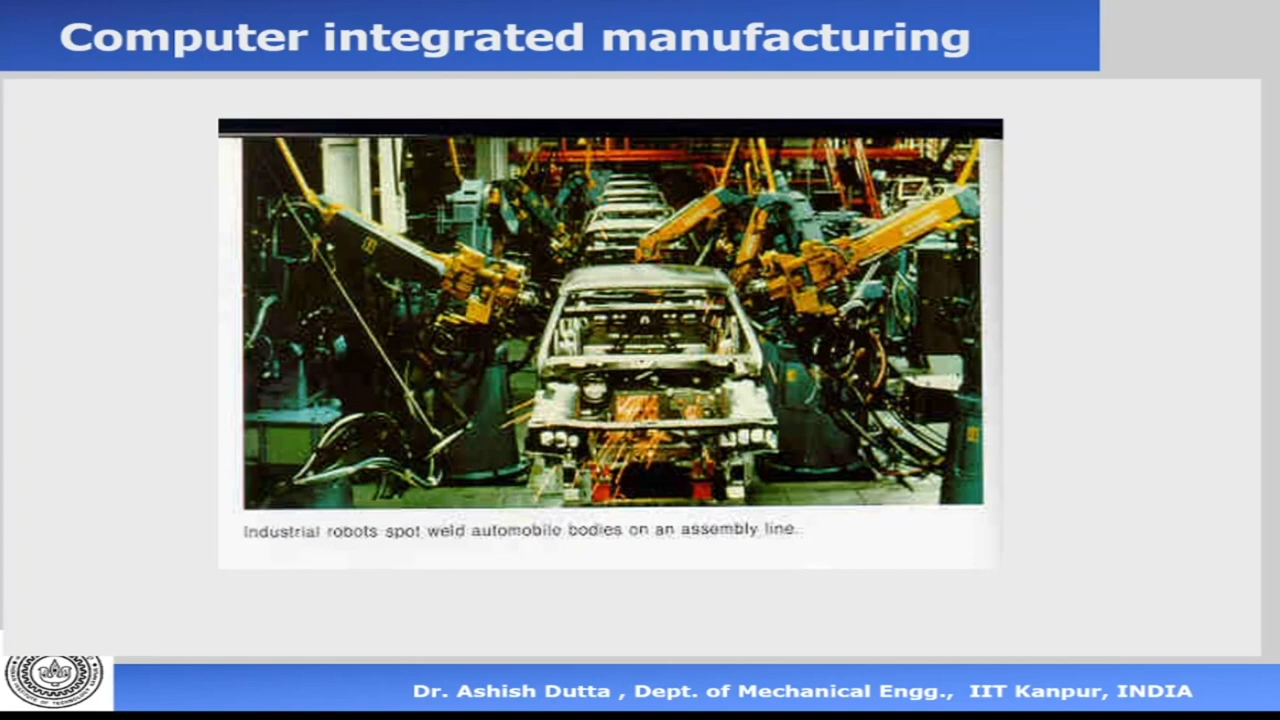 Computer integrated manufacturing
Industrial robots spot weld automobile bodies on an assembly line.
Dr. Ashish Dutta , Dept. of Mechanical Engg., IIT Kanpur, INDIA